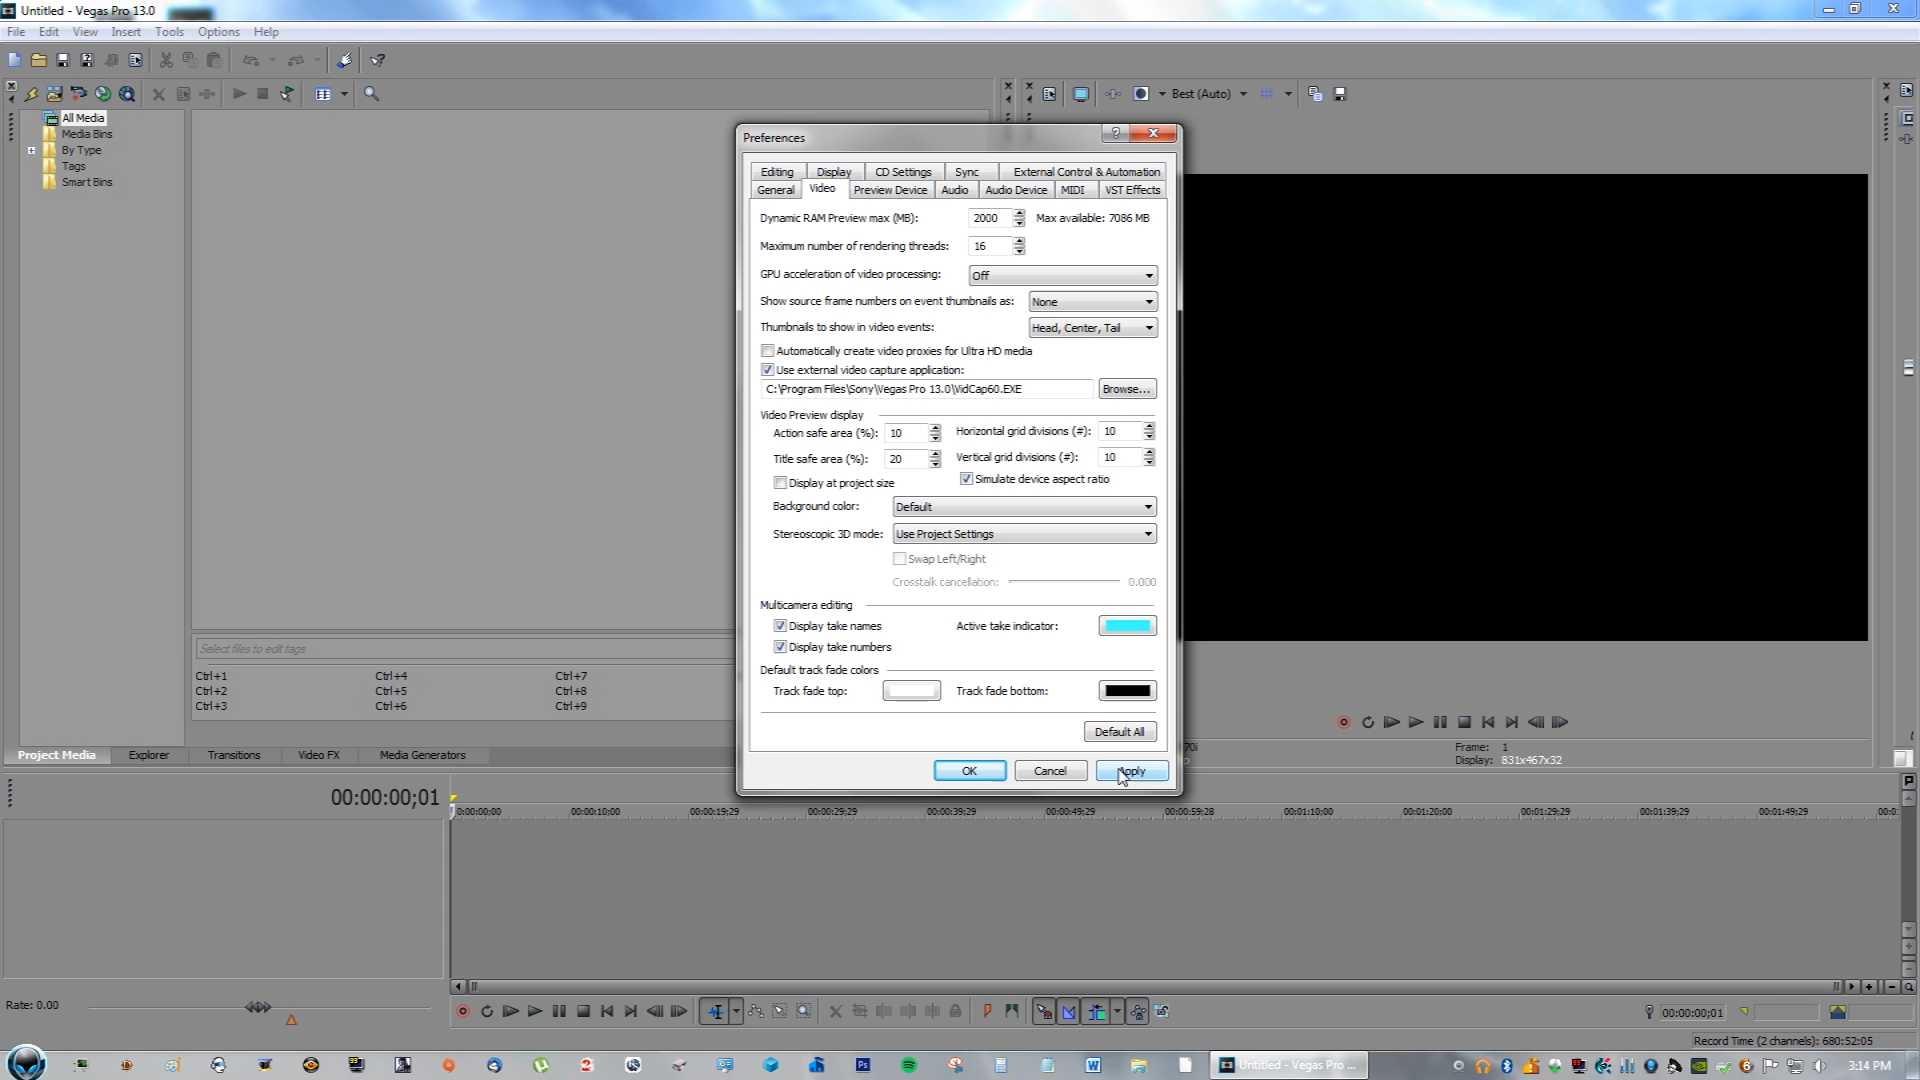 Untitled - Vegas Pro 13.0
File Edit View Insert Tools Options Help
Best (Auto)
All Media
Media Bins
By Type
Tags
Smart Bins
Preferences
Editing Display CD Settings Sync External Control & Automation
General Video Preview Device Audio Audio Device MIDI VST Effects
Dynamic RAM Preview max (MB): 2000 Max available: 7086 MB
Maximum number of rendering threads: 16
GPU acceleration of video processing: Off
Show source frame numbers on event thumbnails as: None
Thumbnails to show in video events: Head, Center, Tail
Automatically create video proxies for Ultra HD media
Use external video capture application:
C:\Program Files\Sony\Vegas Pro 13.0\VidCap60.EXE Browse...
Video Preview display
Action safe area (%): 10 Horizontal grid divisions (#): 10
Title safe area (%): 20 Vertical grid divisions (#): 10
Display at project size Simulate device aspect ratio
Background color: Default
Stereoscopic 3D mode: Use Project Settings
Swap Left/Right
Crosstalk cancellation: 0.000
Multicamera editing
Display take names Active take indicator:
Display take numbers
Default track fade colors
Track fade top: Track fade bottom:
Default All
OK Cancel Apply
Select files to edit tags
Ctrl+1 Ctrl+4 Ctrl+7
Ctrl+2 Ctrl+5 Ctrl+8
Ctrl+3 Ctrl+6 Ctrl+9
Project Media Explorer Transitions Video FX Media Generators
Frame: 1
Display: 831x467x32
00:00:00;01
0:00:00;00 00:00:10;00 00:00:19;29 00:00:29;29 00:00:39;29 00:00:49;29 00:00:59;28 00:01:10;00 00:01:20;00 00:01:29;29 00:01:39;29 00:01:49;29 00:0
Rate: 0.00
00:00:00;01
Record Time (2 channels): 680:52:05
Untitled - Vegas Pro ...
3:14 PM